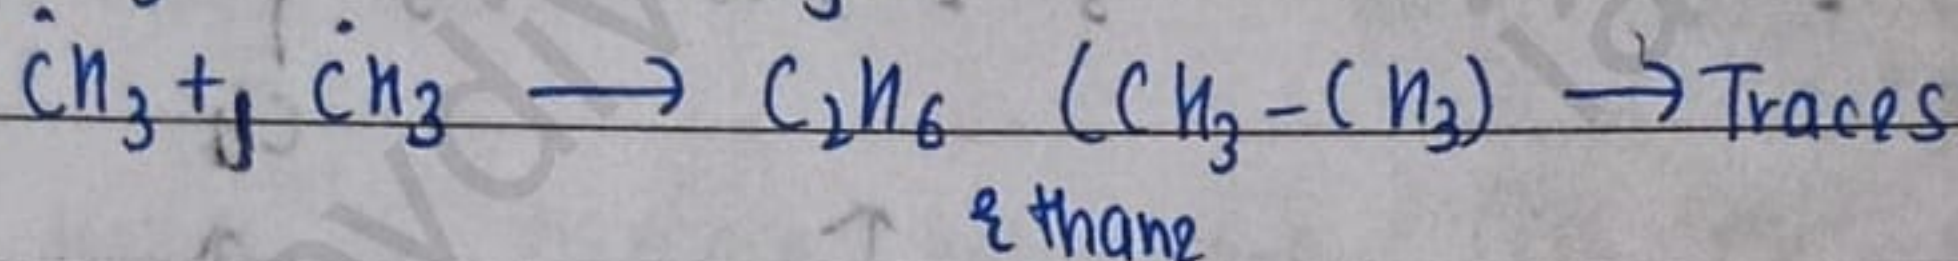 ĊH₃ + ĊH₃ ⟶ C₂H₆ (CH₃-CH₃) → Traces
Ethane